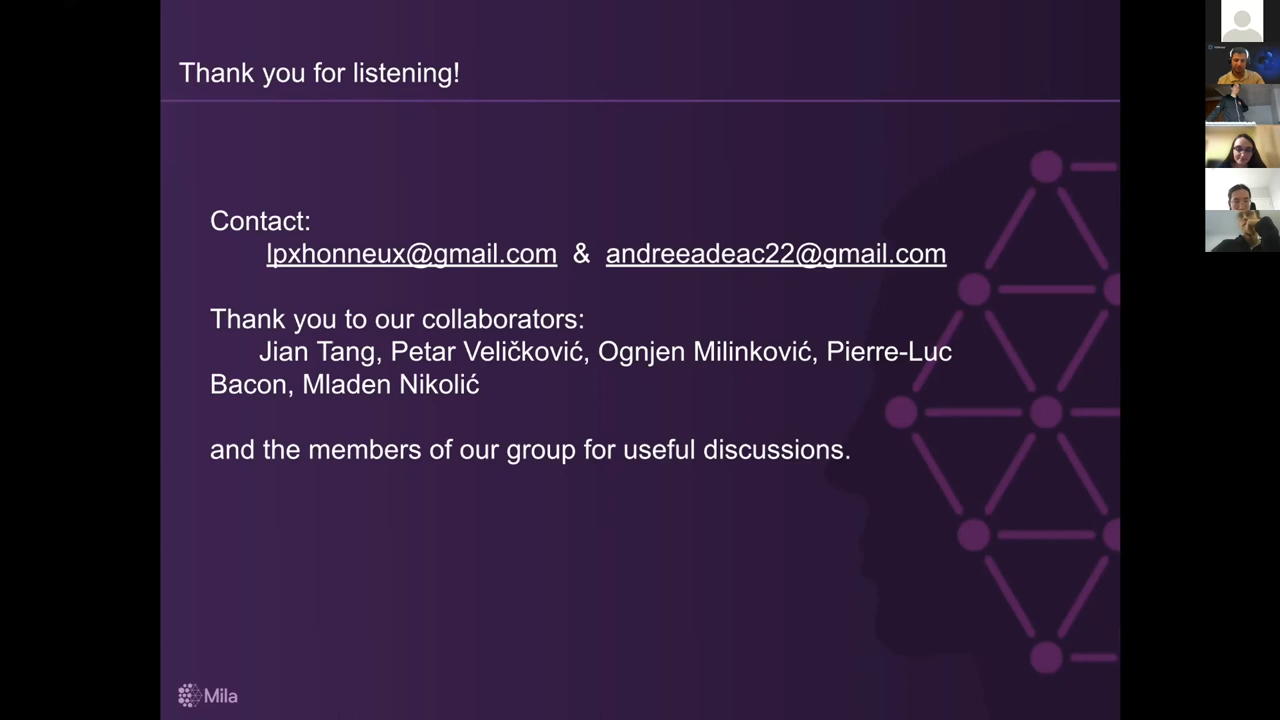 Thank you for listening!
Contact:
lpxhonneux@gmail.com & andreeadeac22@gmail.com
Thank you to our collaborators:
Jian Tang, Petar Veličković, Ognjen Milinković, Pierre-Luc
Bacon, Mladen Nikolić
and the members of our group for useful discussions.
Mila